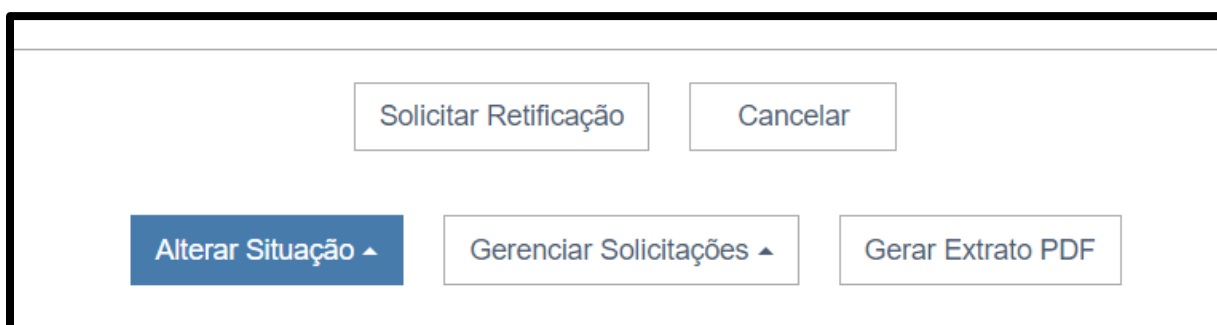 Solicitar Retificação Cancelar
Alterar Situação Gerenciar Solicitações Gerar Extrato PDF